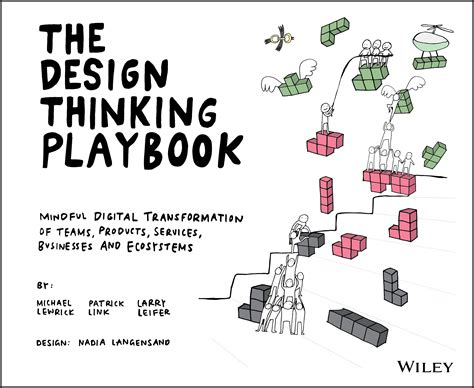 THE
DESIGN
THINKING
PLAYBOOK
MINDFUL DIGITAL TRANSFORMATION
OF TEAMS, PRODUCTS, SERVICES,
BUSINESSES AND ECOSYSTEMS
BY:
MICHAEL PATRICK LARRY
LEWRICK LINK LEIFER
DESIGN: NADIA LANGENSAND
WILEY